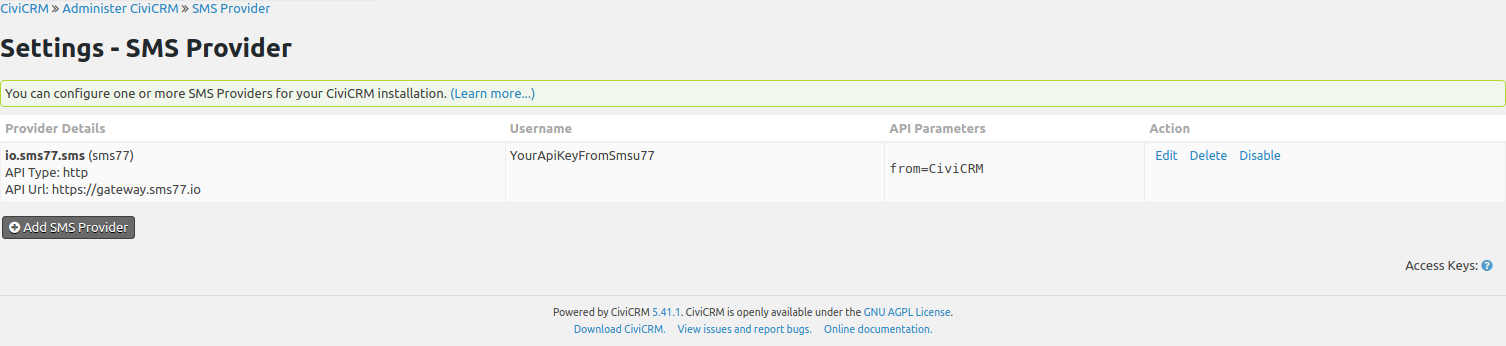 CiviCRM » Administer CiviCRM » SMS Provider
Settings - SMS Provider
You can configure one or more SMS Providers for your CiviCRM installation. (Learn more...)
Provider Details Username API Parameters Action
io.sms77.sms (sms77) YourApiKeyFromSmsu77 from=CiviCRM Edit Delete Disable
API Type: http
API Url: https://gateway.sms77.io
Add SMS Provider
Access Keys: ?
Powered by CiviCRM 5.41.1. CiviCRM is openly available under the GNU AGPL License.
Download CiviCRM. View issues and report bugs. Online documentation.